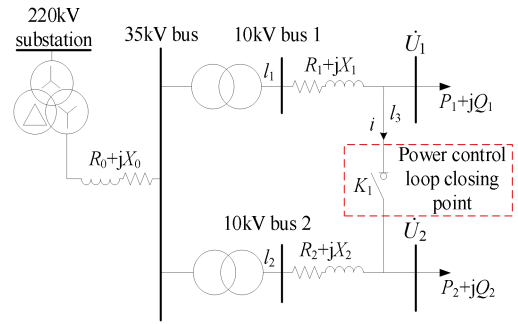 220kV
substation
35kV bus
10kV bus 1
l1
R1+jX1
U̇1
P1+jQ1
i
l3
R0+jX0
K1
Power control
loop closing
point
10kV bus 2
l2
R2+jX2
U̇2
P2+jQ2